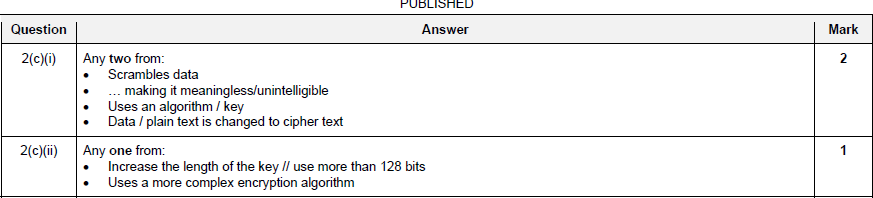 PUBLISHED
Question Answer Mark
2(c)(i) Any two from: 2
• Scrambles data
• … making it meaningless/unintelligible
• Uses an algorithm / key
• Data / plain text is changed to cipher text
2(c)(ii) Any one from: 1
• Increase the length of the key // use more than 128 bits
• Uses a more complex encryption algorithm